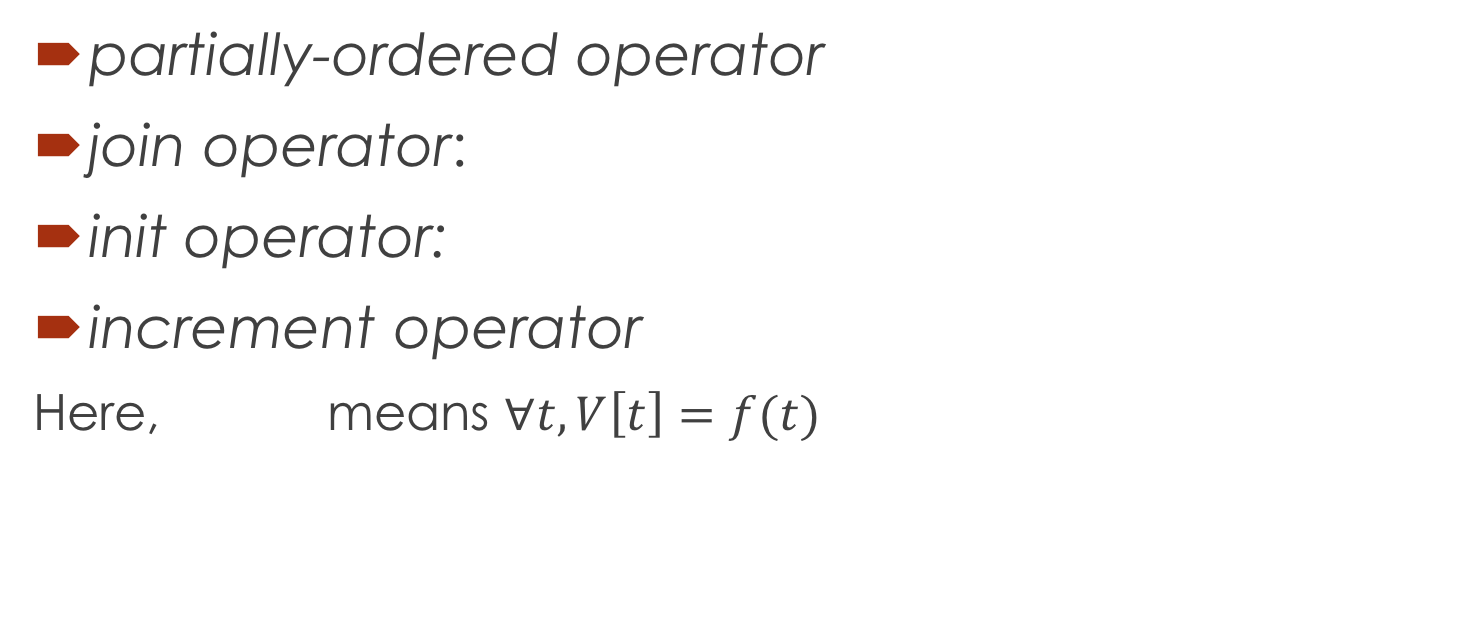 partially-ordered operator
join operator:
init operator:
increment operator
Here, means ∀t, V[t] = f(t)